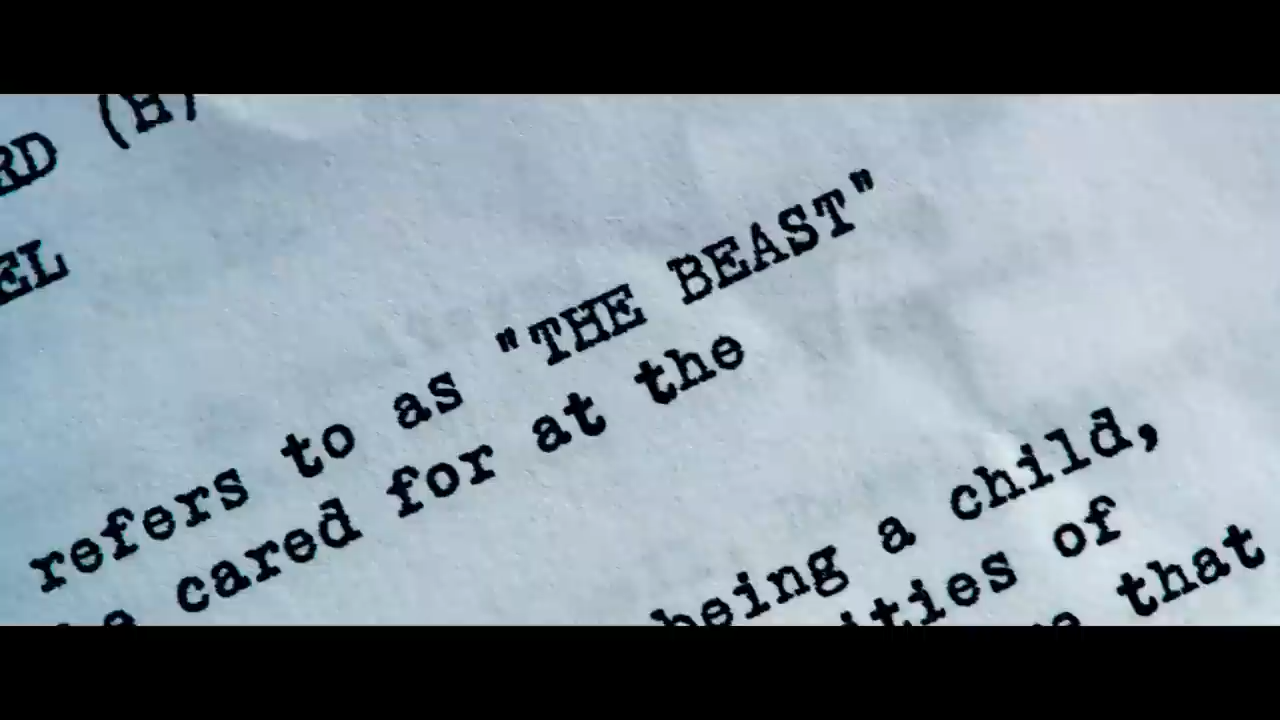 RD (H)
EL
refers to as "THE BEAST"
cared for at the
being a child,
ities of
that